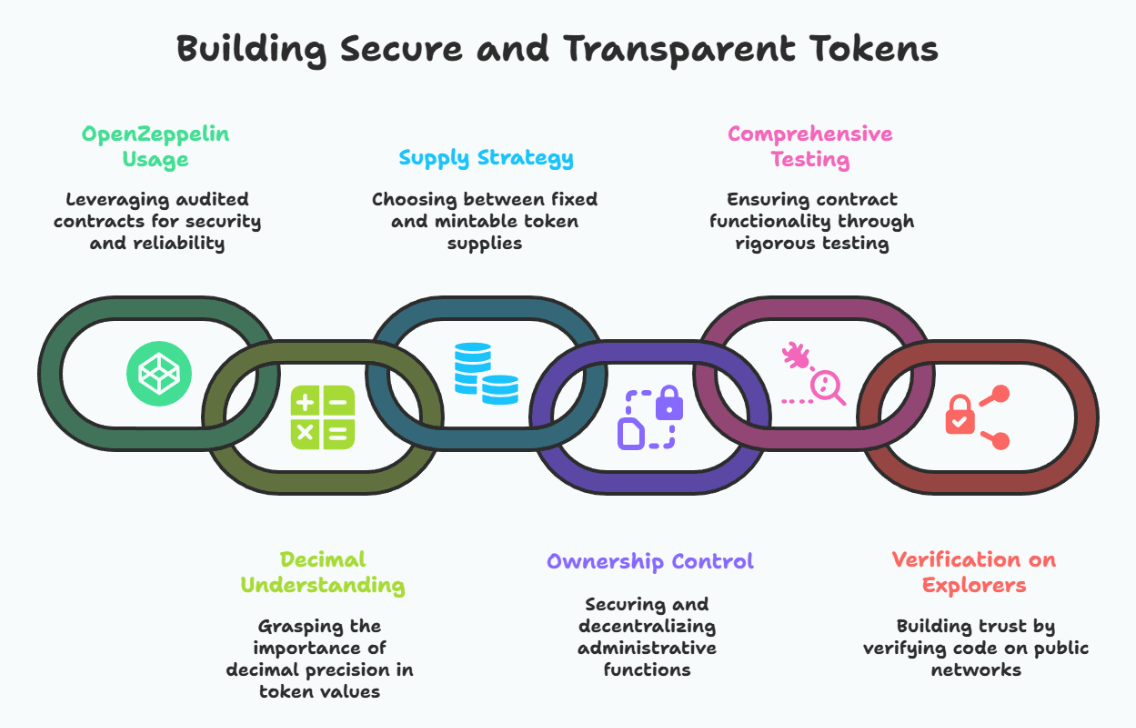 Building Secure and Transparent Tokens
OpenZeppelin
Usage
Leveraging audited
contracts for security
and reliability
Supply Strategy
Choosing between fixed
and mintable token
supplies
Comprehensive
Testing
Ensuring contract
functionality through
rigorous testing
Decimal
Understanding
Grasping the
importance of
decimal precision in
token values
Ownership Control
Securing and
decentralizing
administrative
functions
Verification on
Explorers
Building trust by
verifying code on public
networks